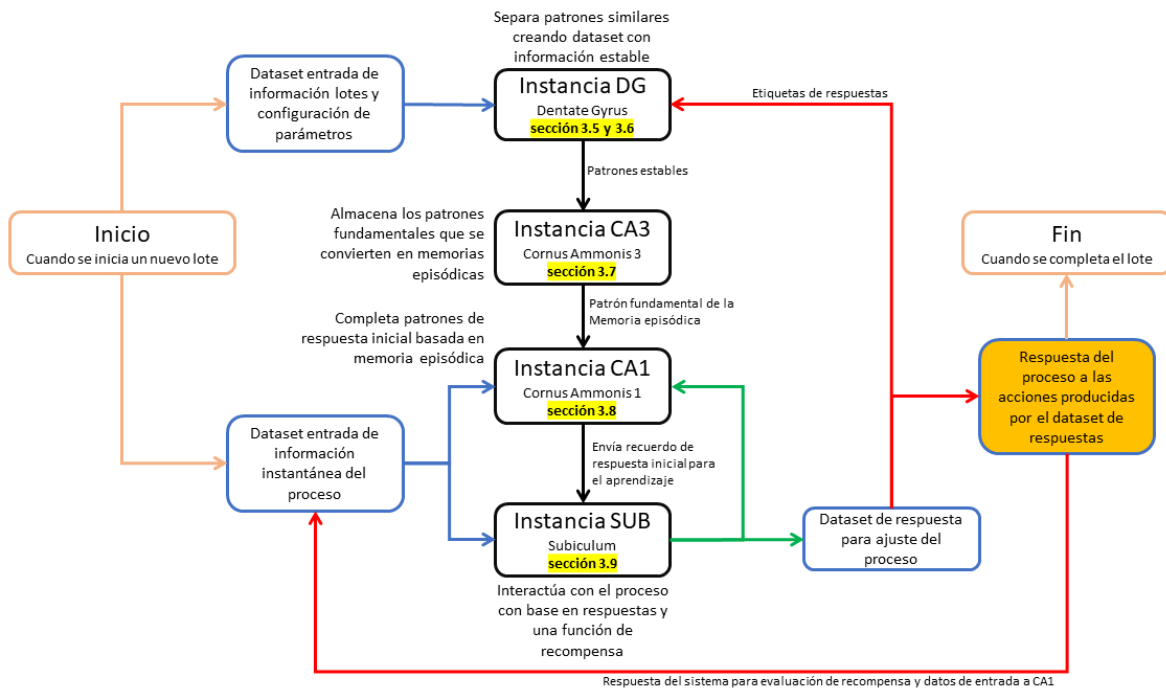 Separa patrones similares
creando dataset con
información estable
Dataset entrada de
información lotes y
configuración de
parámetros
Instancia DG
Dentate Gyrus
sección 3.5 y 3.6
Etiquetas de respuestas
Patrones estables
Inicio
Cuando se inicia un nuevo lote
Almacena los patrones
fundamentales que se
convierten en memorias
episódicas
Instancia CA3
Cornus Ammonis 3
sección 3.7
Fin
Cuando se completa el lote
Patrón fundamental de la
Memoria episódica
Completa patrones de
respuesta inicial basada en
memoria episódica
Instancia CA1
Cornus Ammonis 1
sección 3.8
Respuesta del
proceso a las
acciones producidas
por el dataset de
respuestas
Dataset entrada de
información
instantánea del
proceso
Envía recuerdo de
respuesta inicial para
el aprendizaje
Instancia SUB
Subiculum
sección 3.9
Dataset de respuesta
para ajuste del
proceso
Interactúa con el proceso
con base en respuestas y
una función de
recompensa
Respuesta del sistema para evaluación de recompensa y datos de entrada a CA1